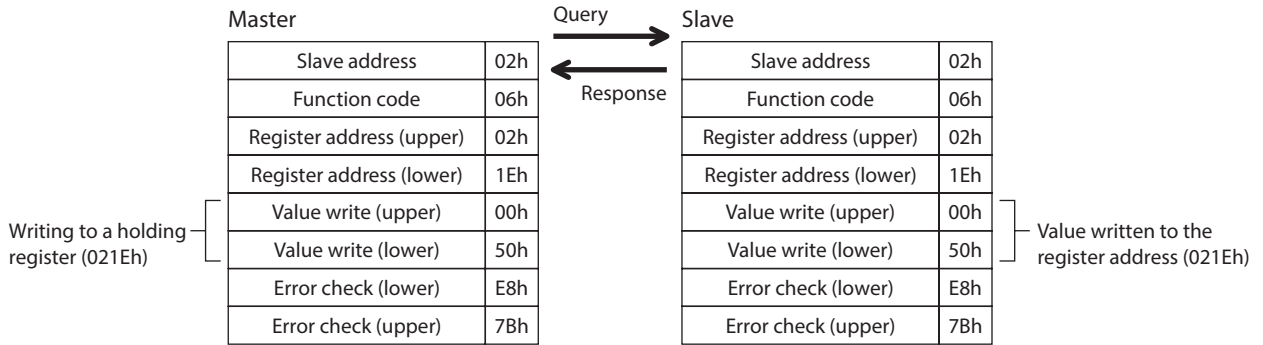 Master
Query
Slave
Slave address 02h
Function code 06h
Register address (upper) 02h
Register address (lower) 1Eh
Value write (upper) 00h
Value write (lower) 50h
Error check (lower) E8h
Error check (upper) 7Bh
Writing to a holding
register (021Eh)
Response
Slave address 02h
Function code 06h
Register address (upper) 02h
Register address (lower) 1Eh
Value write (upper) 00h
Value write (lower) 50h
Error check (lower) E8h
Error check (upper) 7Bh
Value written to the
register address (021Eh)